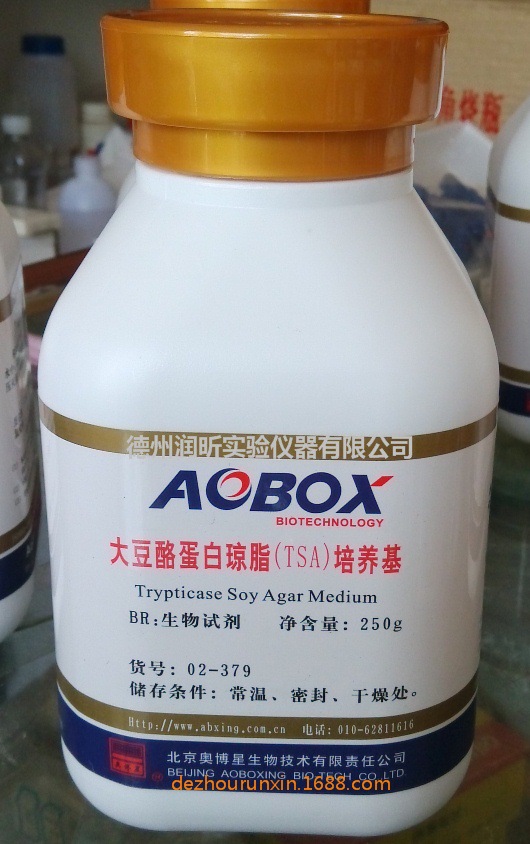 德州润昕实验仪器有限公司
AOBOX
BIOTECHNOLOGY
大豆酪蛋白琼脂(TSA)培养基
Trypticase Soy Agar Medium
BR:生物试剂 净含量: 250g
货号: 02-379
储存条件: 常温、密封、干燥处。
Http://www.abxing.com.cn 电话: 010-62811616
北京奥博星生物技术有限责任公司
BEIJING AOBOXING BIO-TECH CO.,LTD
dezhourunxin.1688.com
烧瓶